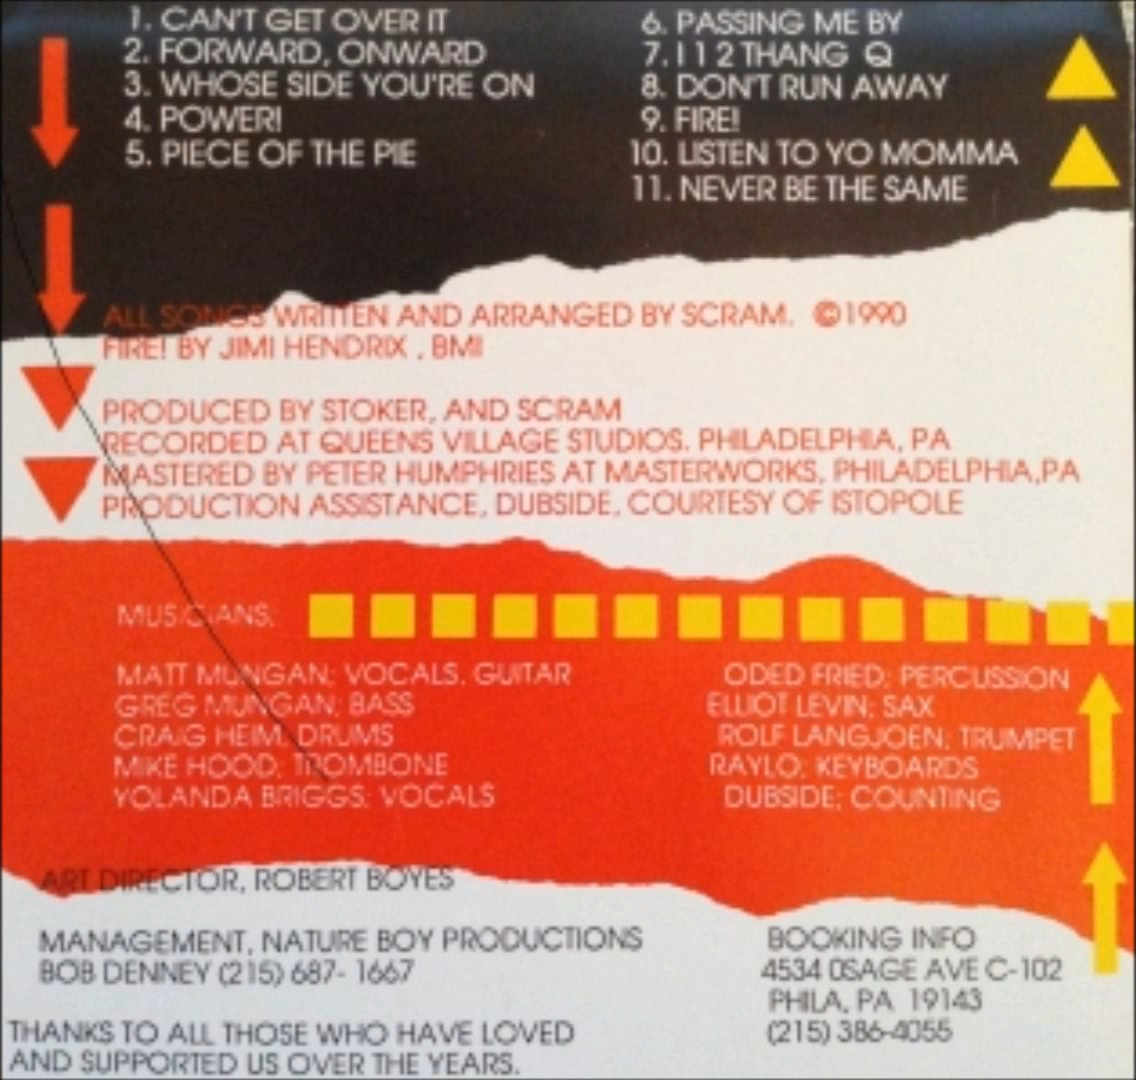 1. CAN'T GET OVER IT
2. FORWARD, ONWARD
3. WHOSE SIDE YOU'RE ON
4. POWER!
5. PIECE OF THE PIE
6. PASSING ME BY
7. I 1 2 THANG Q
8. DON'T RUN AWAY
9. FIRE!
10. LISTEN TO YO MOMMA
11. NEVER BE THE SAME
ALL SONGS WRITTEN AND ARRANGED BY SCRAM. ©1990
FIRE! BY JIMI HENDRIX , BMI
PRODUCED BY STOKER, AND SCRAM
RECORDED AT QUEENS VILLAGE STUDIOS. PHILADELPHIA, PA
MASTERED BY PETER HUMPHRIES AT MASTERWORKS, PHILADELPHIA,PA
PRODUCTION ASSISTANCE, DUBSIDE, COURTESY OF ISTOPOLE
MUSICIANS.
MATT MUNGAN; VOCALS. GUITAR
GREG MUNGAN; BASS
CRAIG HEIM; DRUMS
MIKE HOOD; TROMBONE
YOLANDA BRIGGS; VOCALS
ODED FRIED; PERCUSSION
ELLIOT LEVIN; SAX
ROLF LANGJOEN, TRUMPET
RAYLO; KEYBOARDS
DUBSIDE; COUNTING
ART DIRECTOR, ROBERT BOYES
MANAGEMENT, NATURE BOY PRODUCTIONS
BOB DENNEY (215) 687- 1667
BOOKING INFO
4534 OSAGE AVE C-102
PHILA, PA 19143
(215) 386-4055
THANKS TO ALL THOSE WHO HAVE LOVED
AND SUPPORTED US OVER THE YEARS.